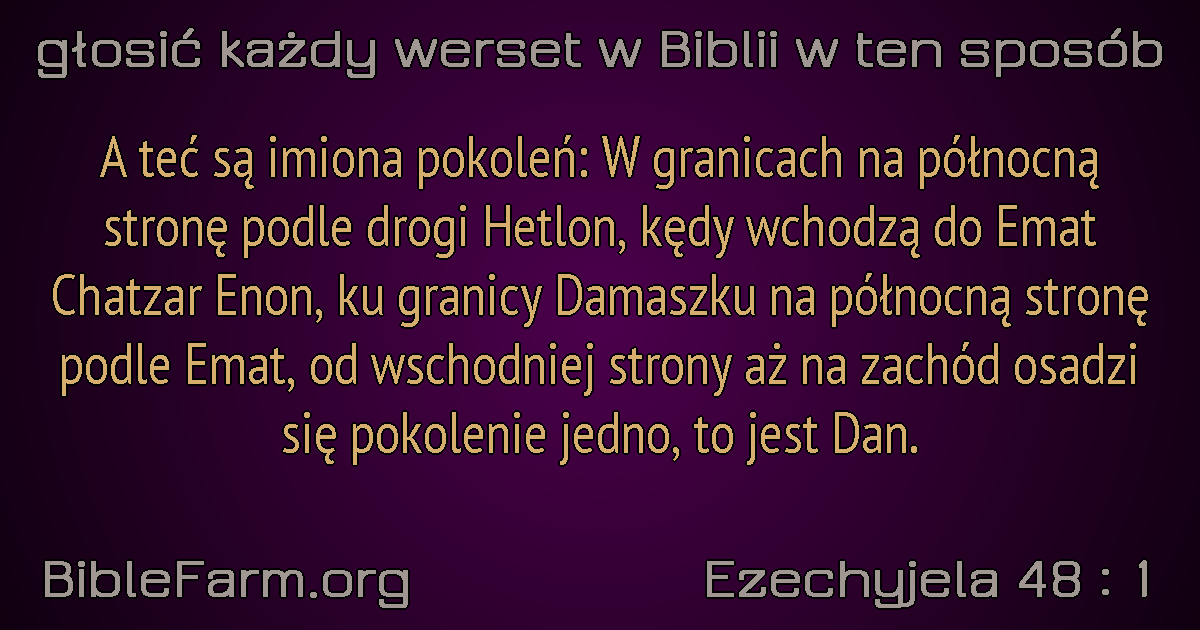 głosić każdy werset w Biblii w ten sposób
A teć są imiona pokoleń: W granicach na północną
stronę podle drogi Hetlon, kędy wchodzą do Emat
Chatzar Enon, ku granicy Damaszku na północną stronę
podle Emat, od wschodniej strony aż na zachód osadzi
się pokolenie jedno, to jest Dan.
BibleFarm.org
Ezechyjela 48 : 1